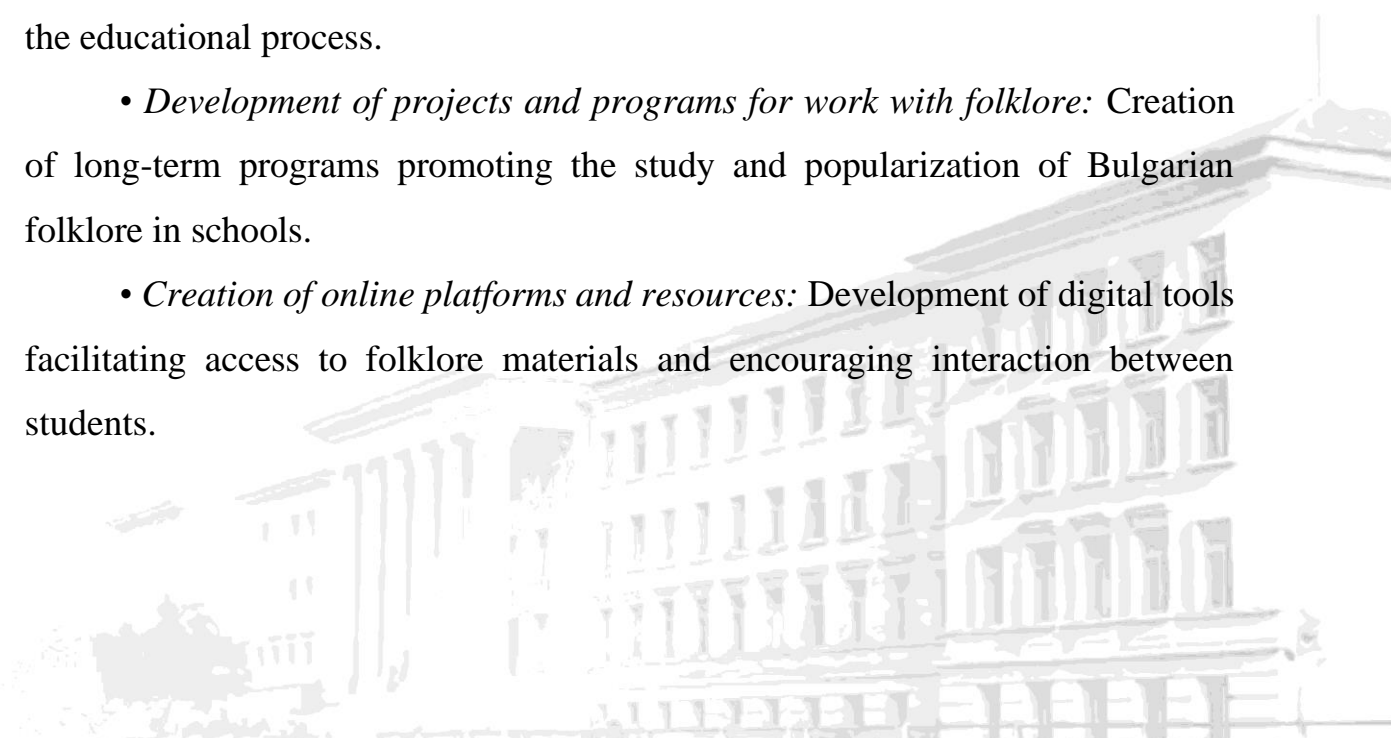 the educational process.
• Development of projects and programs for work with folklore: Creation
of long-term programs promoting the study and popularization of Bulgarian
folklore in schools.
• Creation of online platforms and resources: Development of digital tools
facilitating access to folklore materials and encouraging interaction between
students.